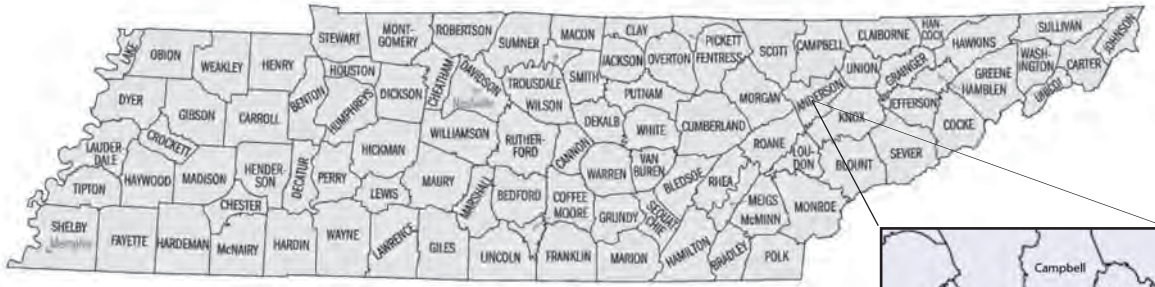 STEWART
MONT-
GOMERY
ROBERTSON
SUMNER
MACON
CLAY
PICKETT
FENTRESS
SCOTT
CAMPBELL
CLAIBORNE
HAN-
COCK
HAWKINS
SULLIVAN
JOHNSON
LAKE
OBION
WEAKLEY
HENRY
HOUSTON
CHEATHAM
DAVIDSON
Nashville
TROUSDALE
WILSON
SMITH
JACKSON
OVERTON
PUTNAM
MORGAN
ANDERSON
UNION
GRAINGER
GREENE
HAMBLEN
WASH-
INGTON
CARTER
UNICOI
DYER
GIBSON
CARROLL
BENTON
HUMPHREYS
DICKSON
WILLIAMSON
RUTHER-
FORD
CANNON
DEKALB
WHITE
CUMBERLAND
ROANE
KNOX
JEFFERSON
COCKE
SEVIER
BLOUNT
LOU-
DON
LAUDER-
DALE
CROCKETT
HAYWOOD
MADISON
HENDER-
SON
DECATUR
PERRY
HICKMAN
LEWIS
MAURY
MARSHALL
BEDFORD
COFFEE
MOORE
WARREN
VAN
BUREN
BLEDSOE
RHEA
MEIGS
McMINN
MONROE
TIPTON
CHESTER
SHELBY
Memphis
FAYETTE
HARDEMAN
McNAIRY
HARDIN
WAYNE
LAWRENCE
GILES
LINCOLN
FRANKLIN
GRUNDY
SEQUAT
CHIE
MARION
HAMILTON
BRADLEY
POLK
Campbell